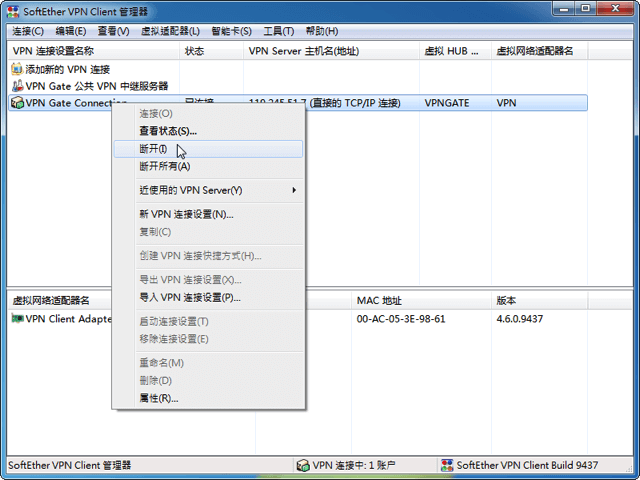 SoftEther VPN Client 管理器
连接(C) 编辑(E) 查看(V) 虚拟适配器(L) 智能卡(S) 工具(T) 帮助(H)
VPN 连接设置名称 状态 VPN Server 主机名(地址) 虚拟 HUB ... 虚拟网络适配器名
添加新的 VPN 连接
VPN Gate 公共 VPN 中继服务器
VPN Gate Connection 已连接 (直接的 TCP/IP 连接) VPNGATE VPN
连接(O)
查看状态(S)...
断开(I)
断开所有(A)
近使用的 VPN Server(Y)
新 VPN 连接设置(N)...
复制(C)
创建 VPN 连接快捷方式(H)...
导出 VPN 连接设置(X)...
导入 VPN 连接设置(P)...
启动连接设置(T)
移除连接设置(E)
重命名(M)
删除(D)
属性(R)...
虚拟网络适配器名 MAC 地址 版本
VPN Client Adapte 00-AC-05-3E-98-61 4.6.0.9437
SoftEther VPN Client 管理器 VPN 连接中: 1 账户 SoftEther VPN Client Build 9437